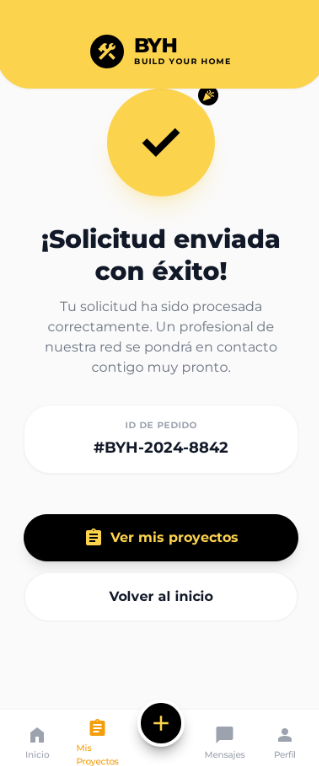 BYH
BUILD YOUR HOME
¡Solicitud enviada
con éxito!
Tu solicitud ha sido procesada
correctamente. Un profesional de
nuestra red se pondrá en contacto
contigo muy pronto.
ID DE PEDIDO
#BYH-2024-8842
Ver mis proyectos
Volver al inicio
Inicio
Mis
Proyectos
Mensajes
Perfil